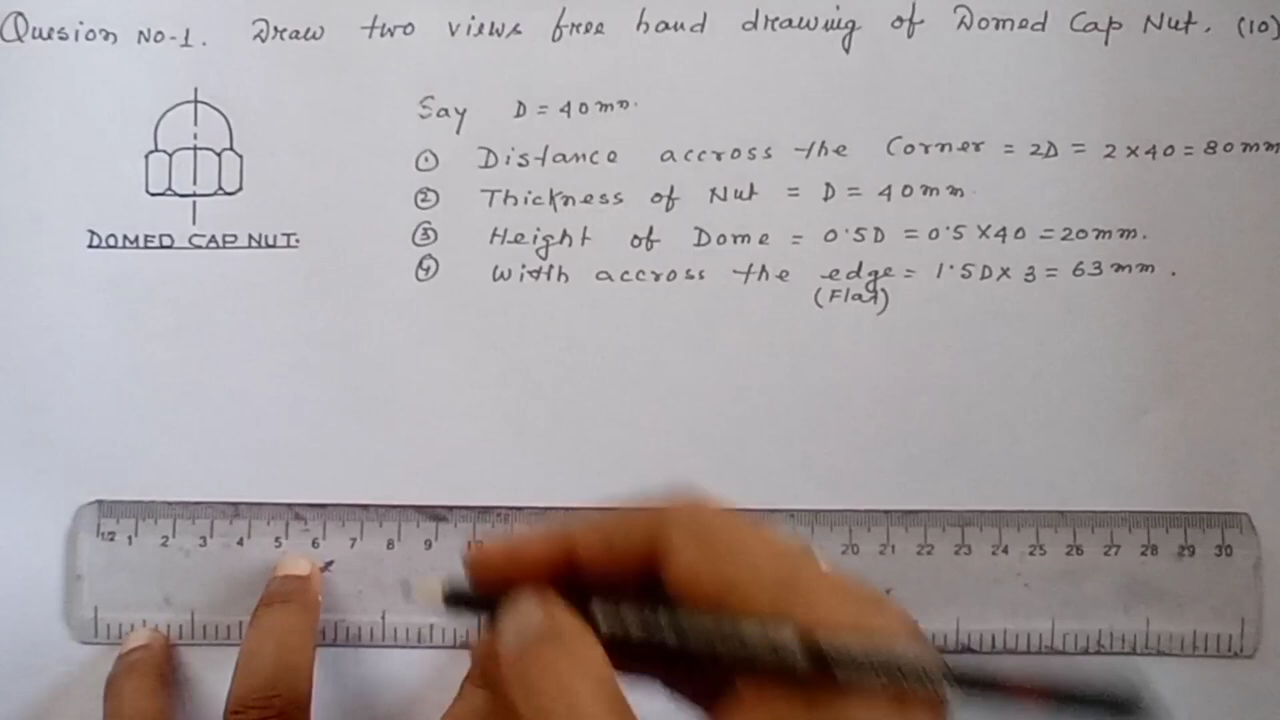 Quesion No-1. Draw two views free hand drawing of Domed Cap Nut. (10)
Say D = 40mm.
① Distance accross the Corner = 2D = 2×40 = 80mm
② Thickness of Nut = D = 40mm.
③ Height of Dome = 0.5D = 0.5×40 = 20mm.
④ Width accross the edge = 1.5D×3 = 63mm.
(Flat)
DOMED CAP NUT.
1/2 1 2 3 4 5 6 7 8 9 20 21 22 23 24 25 26 27 28 29 30